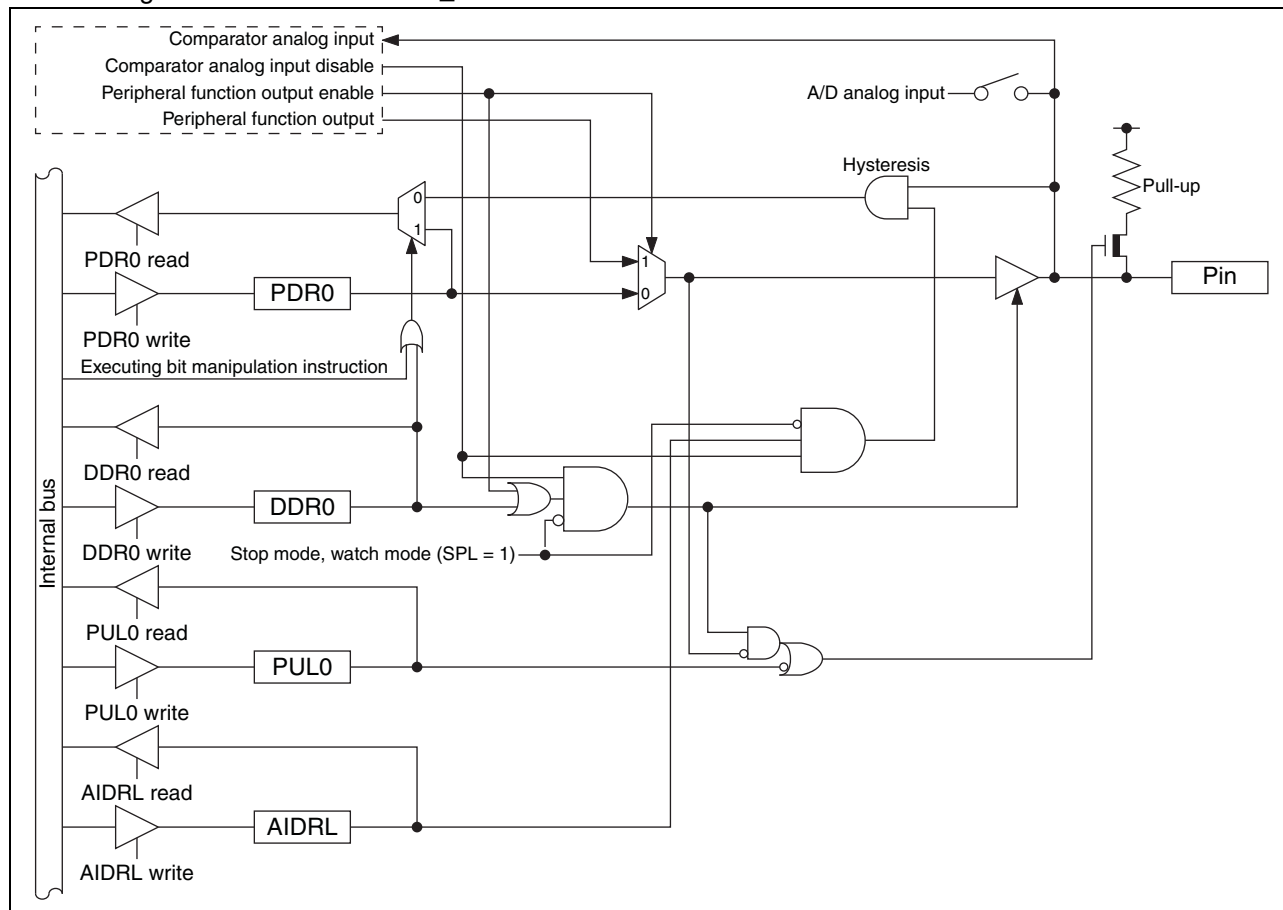 Comparator analog input
Comparator analog input disable
Peripheral function output enable
Peripheral function output
A/D analog input
Hysteresis
Pull-up
0
1
PDR0 read
1
0
Pin
PDR0
PDR0 write
Executing bit manipulation instruction
Internal bus
DDR0 read
DDR0
DDR0 write
Stop mode, watch mode (SPL = 1)
PUL0 read
PUL0
PUL0 write
AIDRL read
AIDRL
AIDRL write